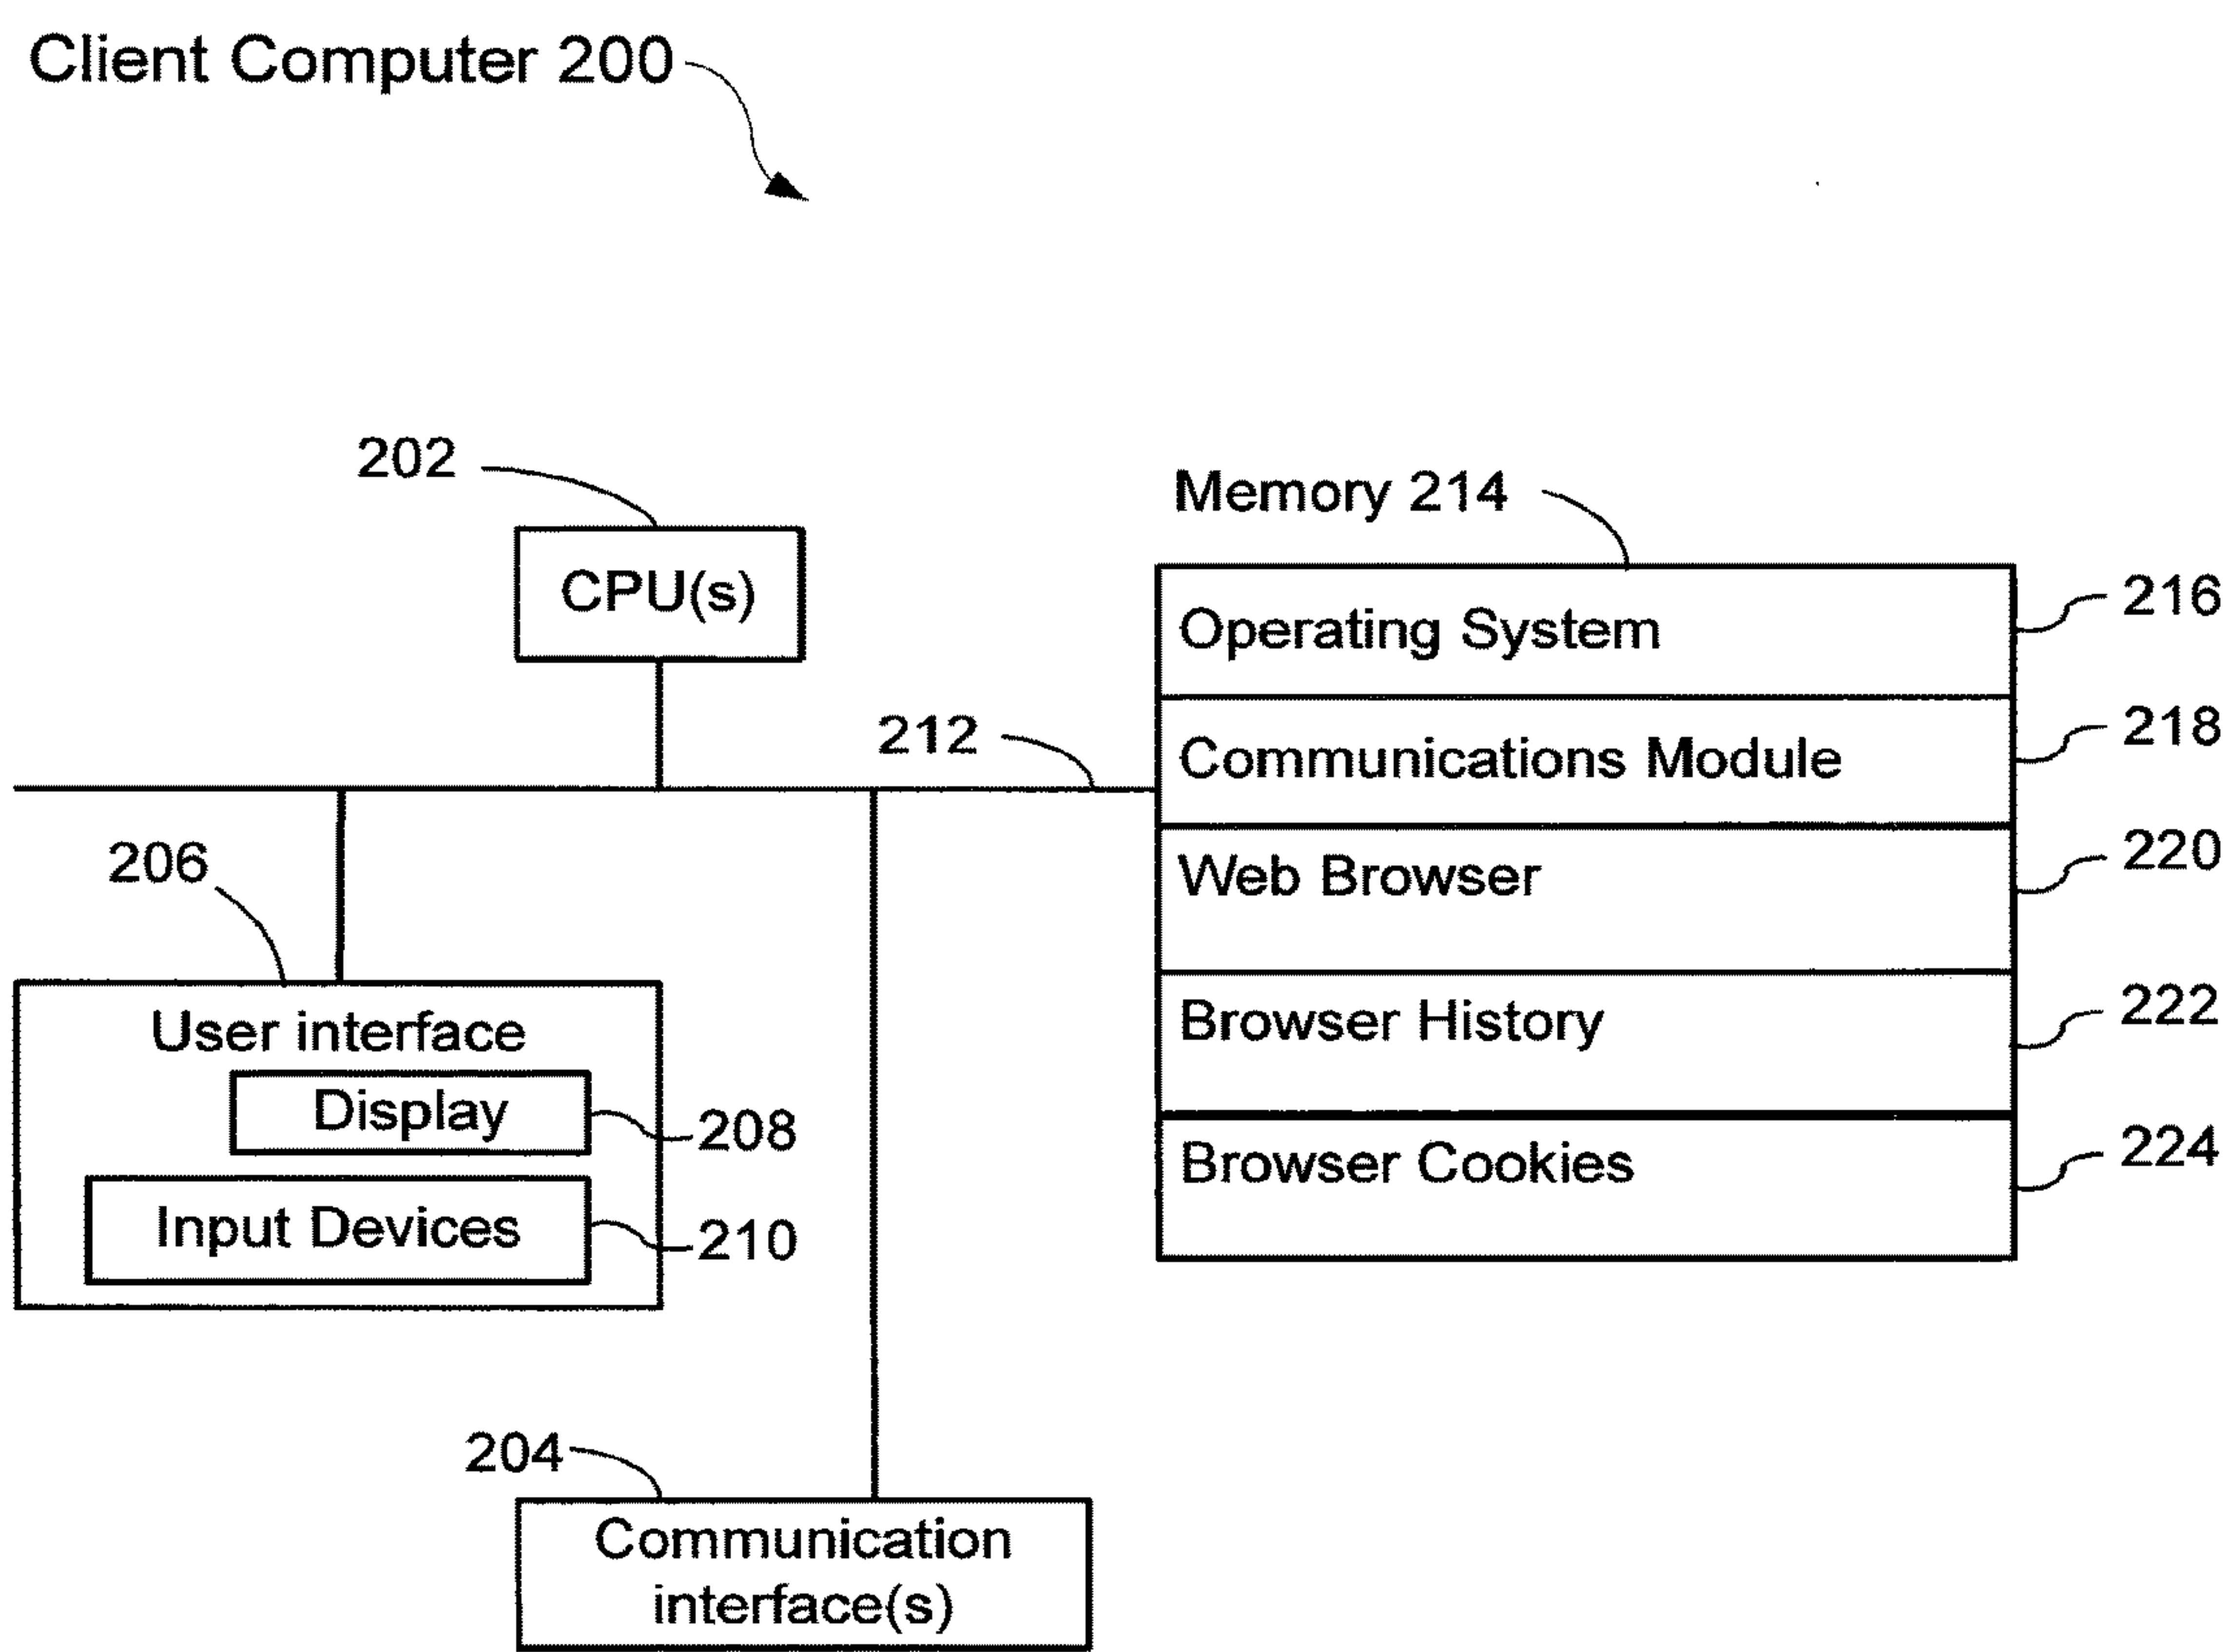 Client Computer 200
202
CPU(s)
212
206
User interface
Display
208
Input Devices
210
204
Communication
interface(s)
Memory 214
Operating System
216
Communications Module
218
Web Browser
220
Browser History
222
Browser Cookies
224